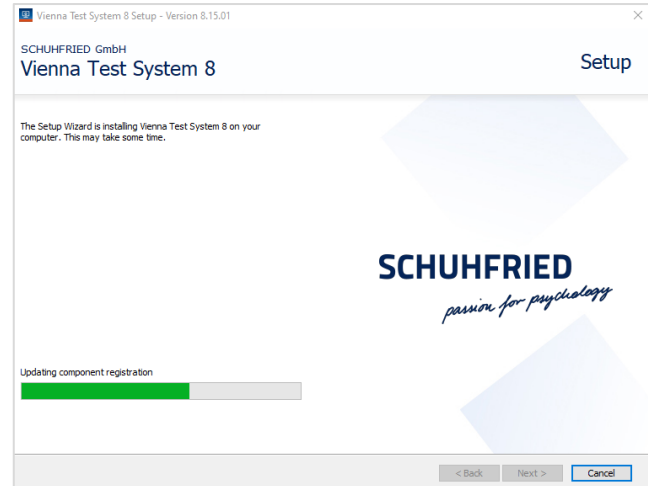 Vienna Test System 8 Setup - Version 8.15.01
SCHUHFRIED GmbH
Vienna Test System 8
Setup
The Setup Wizard is installing Vienna Test System 8 on your
computer. This may take some time.
SCHUHFRIED
passion for psychology
Updating component registration
< Back
Next >
Cancel